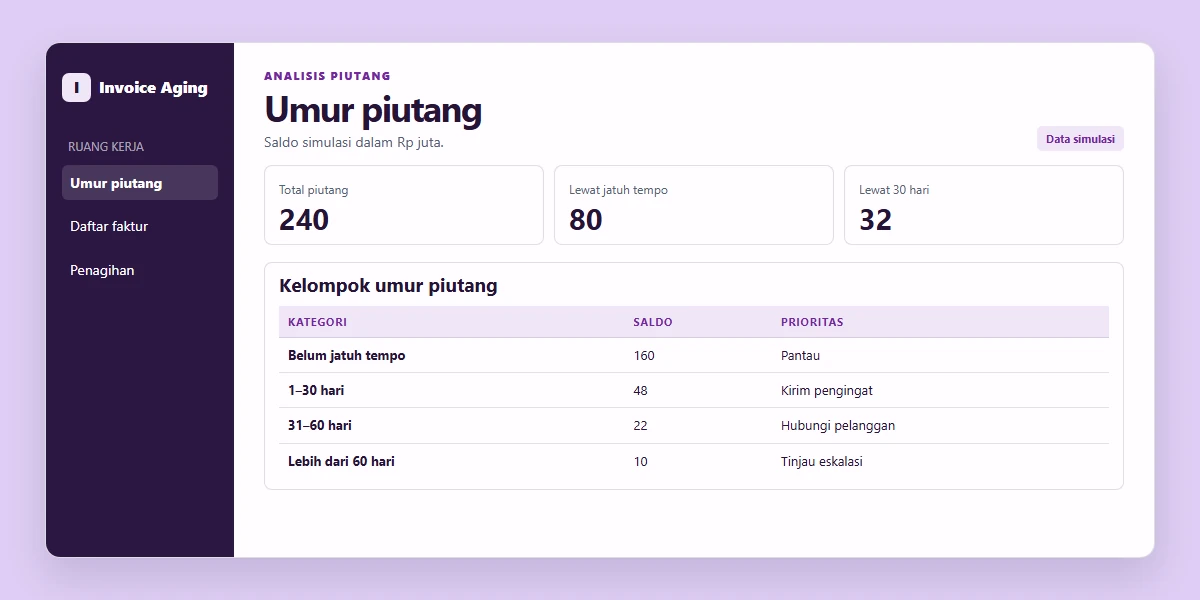 I Invoice Aging
RUANG KERJA
Umur piutang
Daftar faktur
Penagihan
ANALISIS PIUTANG
Umur piutang
Saldo simulasi dalam Rp juta.
Data simulasi
Total piutang
240
Lewat jatuh tempo
80
Lewat 30 hari
32
Kelompok umur piutang
KATEGORI SALDO PRIORITAS
Belum jatuh tempo 160 Pantau
1–30 hari 48 Kirim pengingat
31–60 hari 22 Hubungi pelanggan
Lebih dari 60 hari 10 Tinjau eskalasi